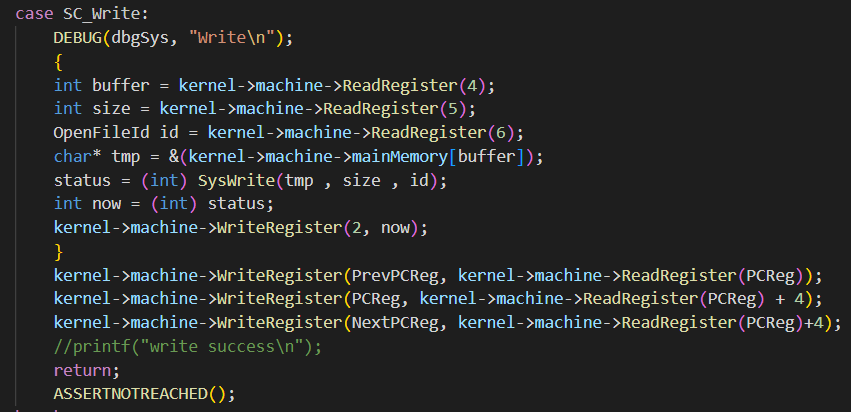 case SC_Write:
DEBUG(dbgSys, "Write\n");
{
int buffer = kernel->machine->ReadRegister(4);
int size = kernel->machine->ReadRegister(5);
OpenFileId id = kernel->machine->ReadRegister(6);
char* tmp = &(kernel->machine->mainMemory[buffer]);
status = (int) SysWrite(tmp , size , id);
int now = (int) status;
kernel->machine->WriteRegister(2, now);
}
kernel->machine->WriteRegister(PrevPCReg, kernel->machine->ReadRegister(PCReg));
kernel->machine->WriteRegister(PCReg, kernel->machine->ReadRegister(PCReg) + 4);
kernel->machine->WriteRegister(NextPCReg, kernel->machine->ReadRegister(PCReg)+4);
//printf("write success\n");
return;
ASSERTNOTREACHED();